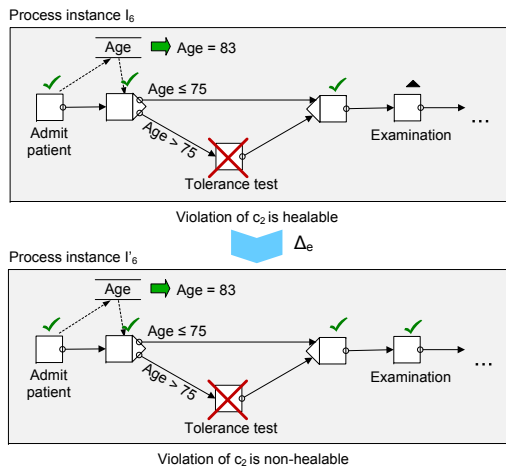 Process instance I6
Age
Age = 83
Age ≤ 75
Age > 75
Admit
patient
Examination
...
Tolerance test
Violation of c2 is healable
Δe
Process instance I'6
Age
Age = 83
Age ≤ 75
Age > 75
Admit
patient
Examination
...
Tolerance test
Violation of c2 is non-healable